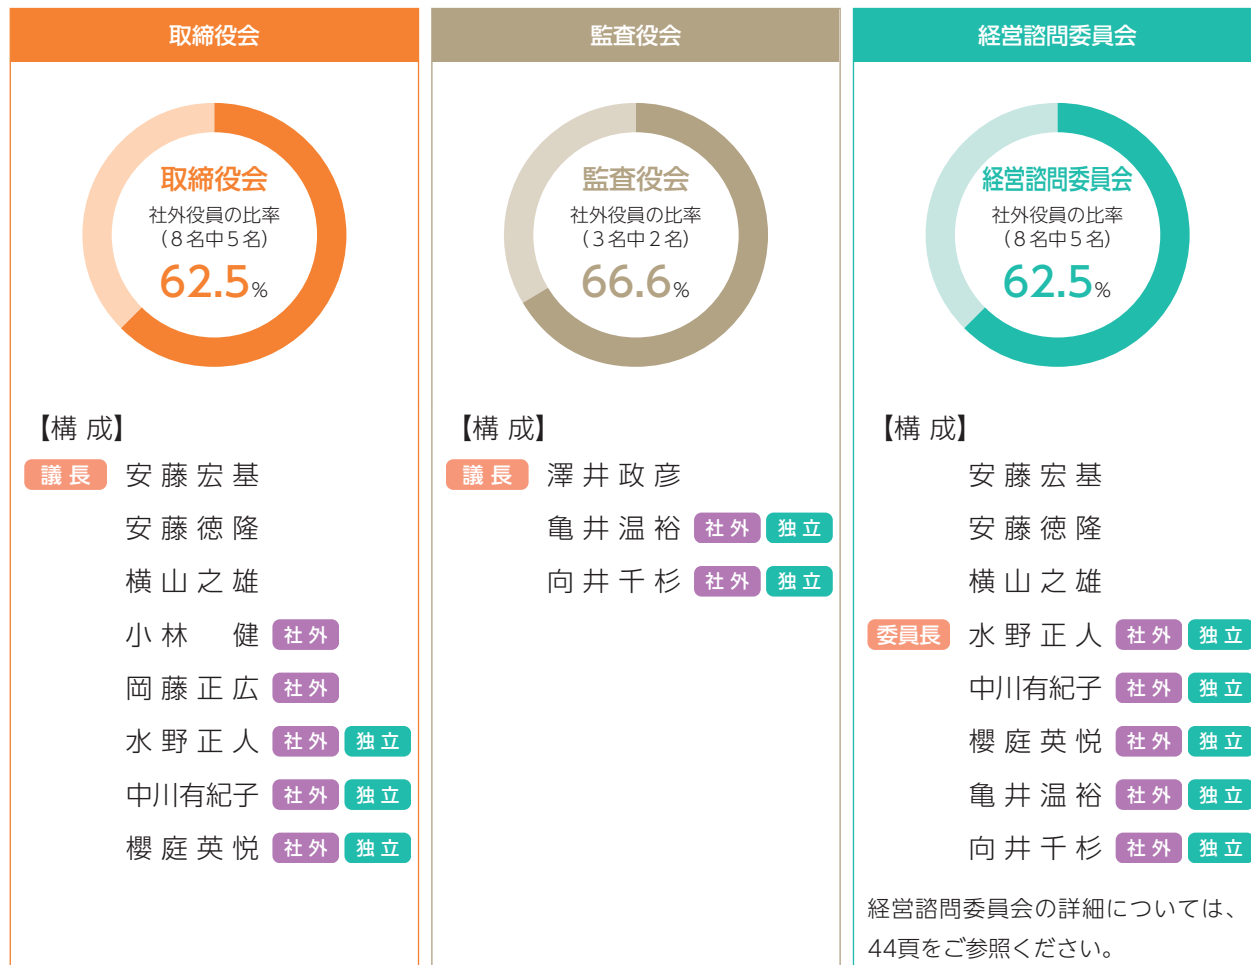 取締役会
取締役会
社外役員の比率
（8名中5名）
62.5%
【構 成】
議 長 安 藤 宏 基
安 藤 徳 隆
横 山 之 雄
小 林 健 社 外
岡 藤 正 広 社 外
水 野 正 人 社 外 独 立
中川有紀子 社 外 独 立
櫻 庭 英 悦 社 外 独 立
監査役会
監査役会
社外役員の比率
（3名中2名）
66.6%
【構 成】
議 長 澤 井 政 彦
亀 井 温 裕 社 外 独 立
向 井 千 杉 社 外 独 立
経営諮問委員会
経営諮問委員会
社外役員の比率
（8名中5名）
62.5%
【構 成】
安 藤 宏 基
安 藤 徳 隆
横 山 之 雄
委員長 水 野 正 人 社 外 独 立
中川有紀子 社 外 独 立
櫻 庭 英 悦 社 外 独 立
亀 井 温 裕 社 外 独 立
向 井 千 杉 社 外 独 立
経営諮問委員会の詳細については、
44頁をご参照ください。